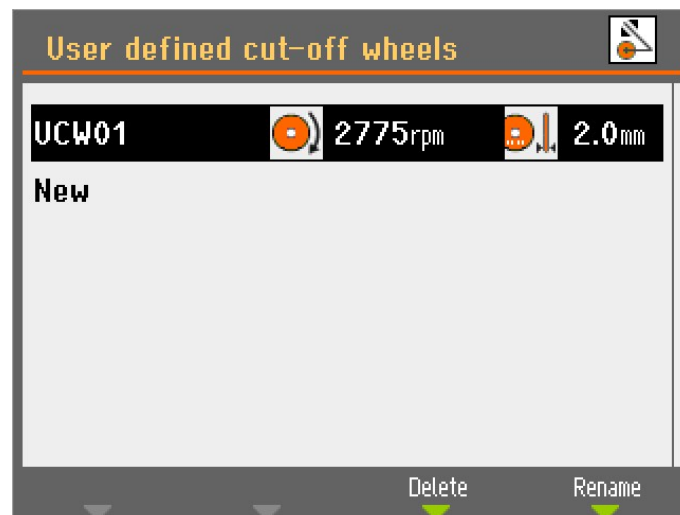 User defined cut-off wheels
UCW01 2775rpm 2.0mm
New
Delete Rename